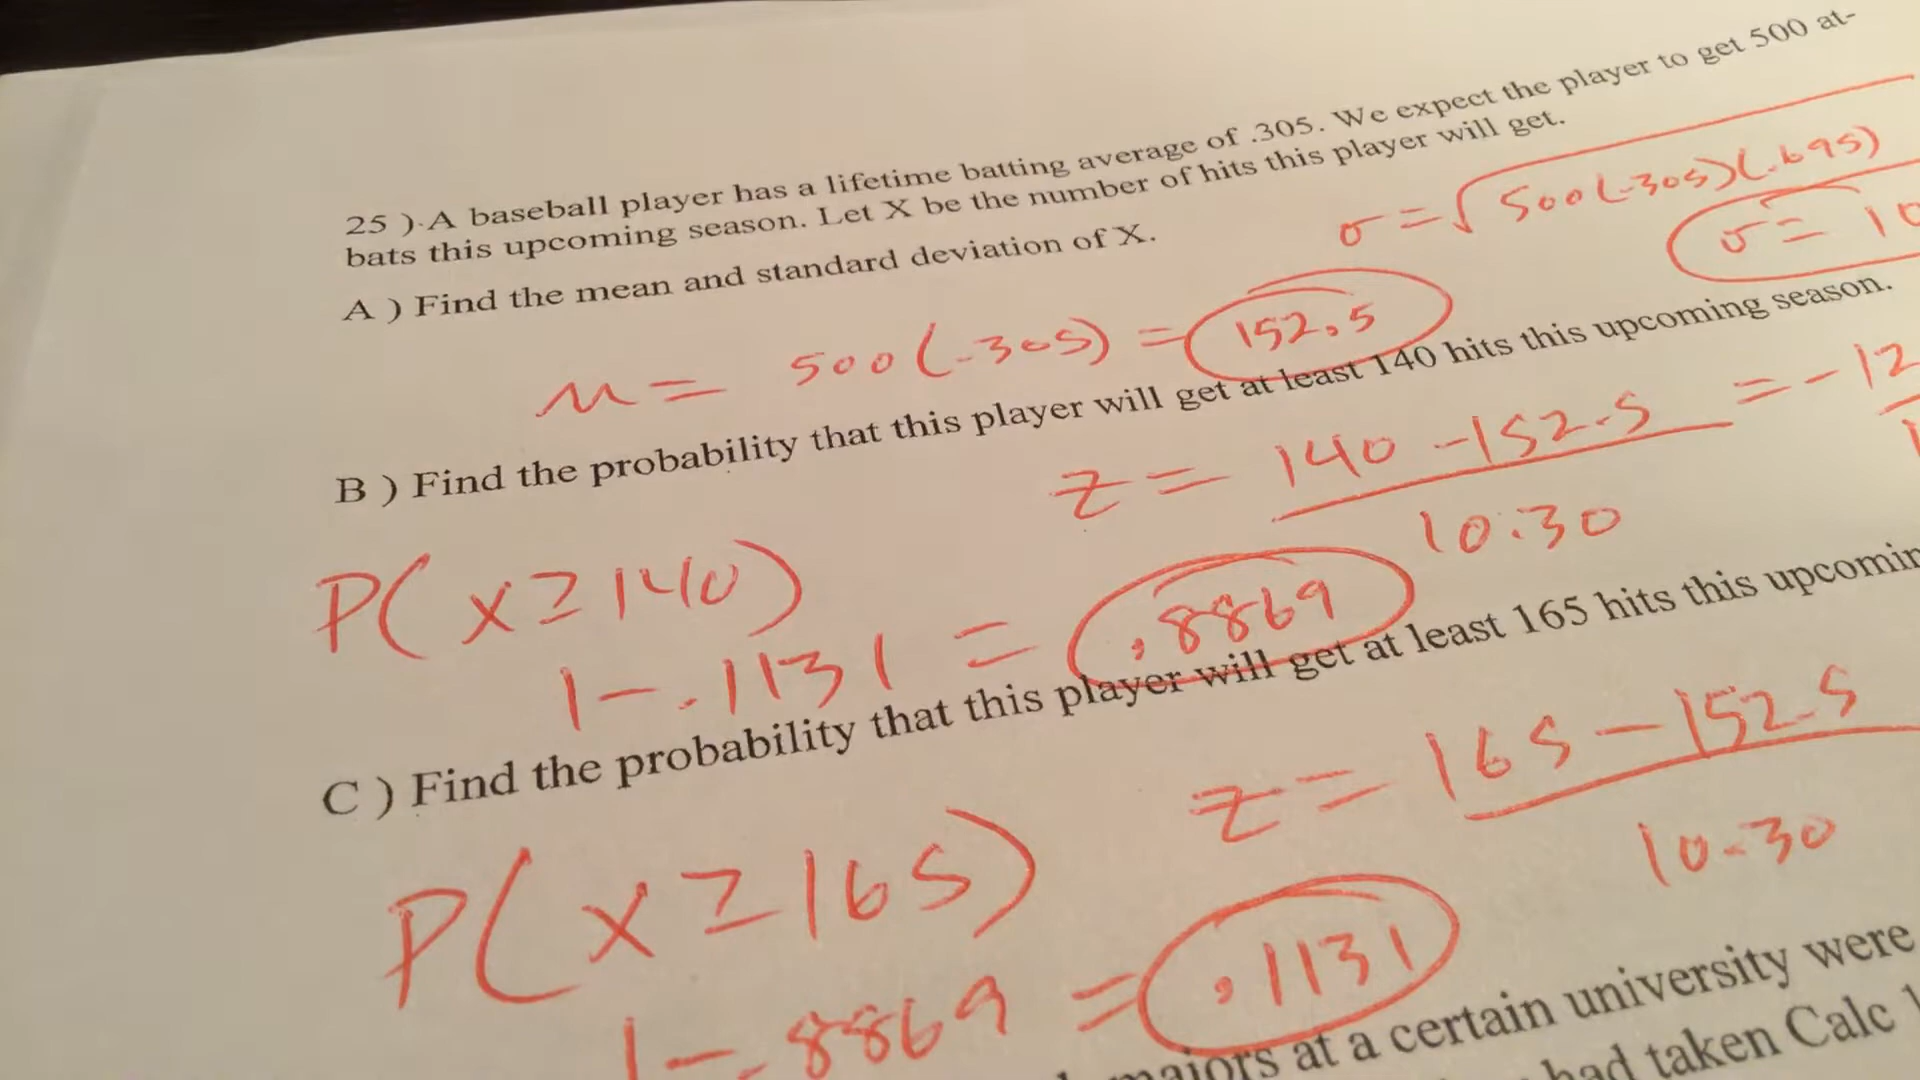 25 ) A baseball player has a lifetime batting average of .305. We expect the player to get 500 at-
bats this upcoming season. Let X be the number of hits this player will get.
σ = √500(.305)(.695)
A ) Find the mean and standard deviation of X.
σ = 10
μ = 500(.305) = 152.5
B ) Find the probability that this player will get at least 140 hits this upcoming season.
z = 140 - 152.5 = -12
10.30
P(x ≥ 140)
1 - .1131 = .8869
C ) Find the probability that this player will get at least 165 hits this upcomin
z = 165 - 152.5
10.30
P(x ≥ 165)
1 - .8869 = .1131
majors at a certain university were
had taken Calc 1